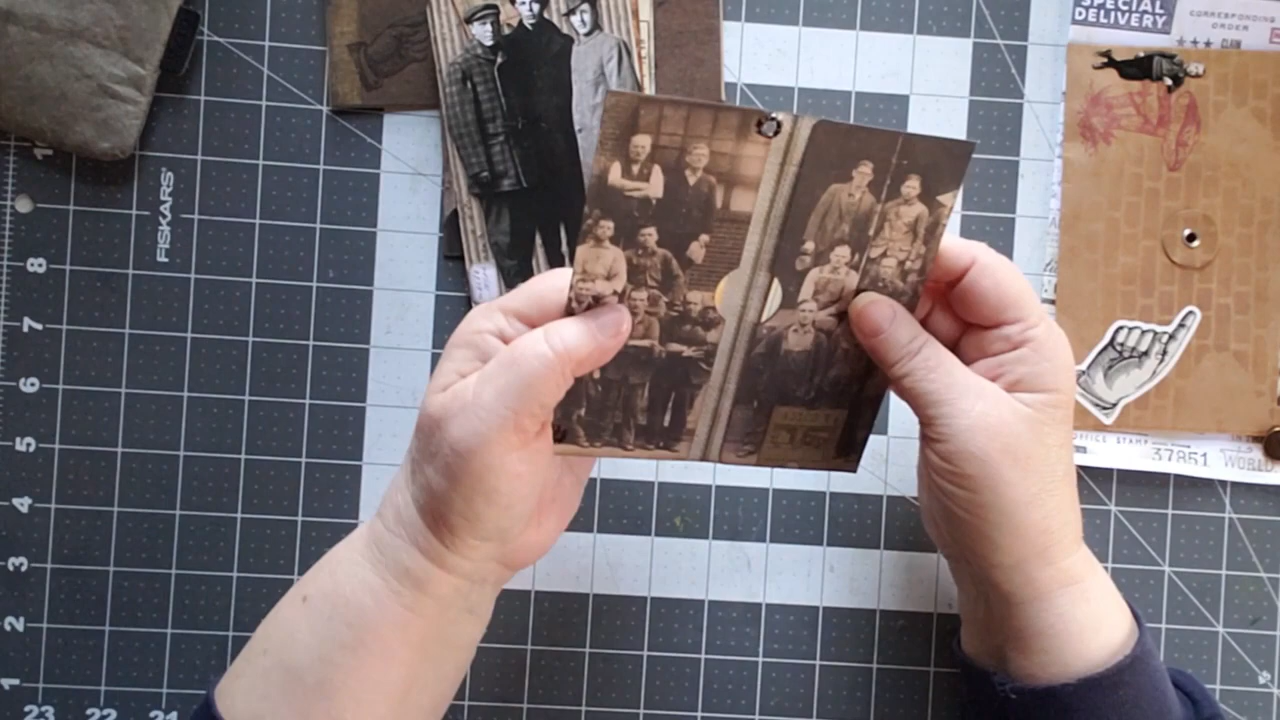 SPECIAL
DELIVERY
CORRESPONDING
ORDER
FISKARS
8
7
6
5
4
3
2
1
OFFICE STAMP
37851
WORLD
23 22 21